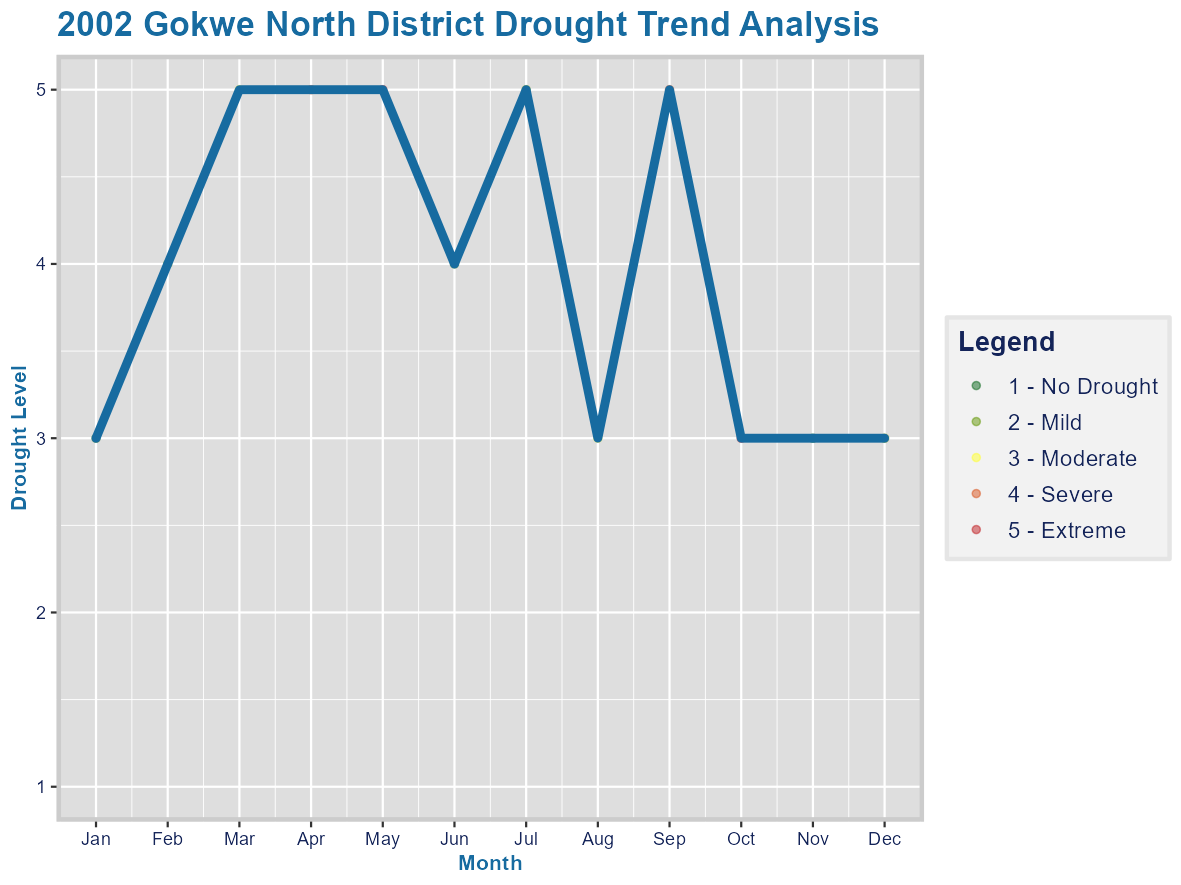 2002 Gokwe North District Drought Trend Analysis
Drought Level
5
4
3
2
1
Jan Feb Mar Apr May Jun Jul Aug Sep Oct Nov Dec
Month
Legend
1 - No Drought
2 - Mild
3 - Moderate
4 - Severe
5 - Extreme